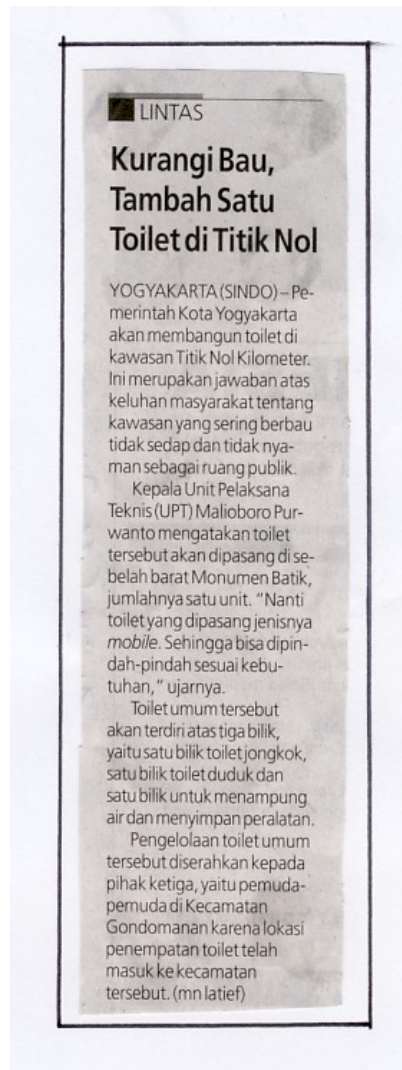 LINTAS
Kurangi Bau,
Tambah Satu
Toilet di Titik Nol
YOGYAKARTA (SINDO) – Pe-
merintah Kota Yogyakarta
akan membangun toilet di
kawasan Titik Nol Kilometer.
Ini merupakan jawaban atas
keluhan masyarakat tentang
kawasan yang sering berbau
tidak sedap dan tidak nya-
man sebagai ruang publik.
Kepala Unit Pelaksana
Teknis (UPT) Malioboro Pur-
wanto mengatakan toilet
tersebut akan dipasang di se-
belah barat Monumen Batik,
jumlahnya satu unit. “Nanti
toilet yang dipasang jenisnya
mobile. Sehingga bisa dipin-
dah-pindah sesuai kebu-
tuhan,” ujarnya.
Toilet umum tersebut
akan terdiri atas tiga bilik,
yaitu satu bilik toilet jongkok,
satu bilik toilet duduk dan
satu bilik untuk menampung
air dan menyimpan peralatan.
Pengelolaan toilet umum
tersebut diserahkan kepada
pihak ketiga, yaitu pemuda-
pemuda di Kecamatan
Gondomanan karena lokasi
penempatan toilet telah
masuk ke kecamatan
tersebut. (mn latief)